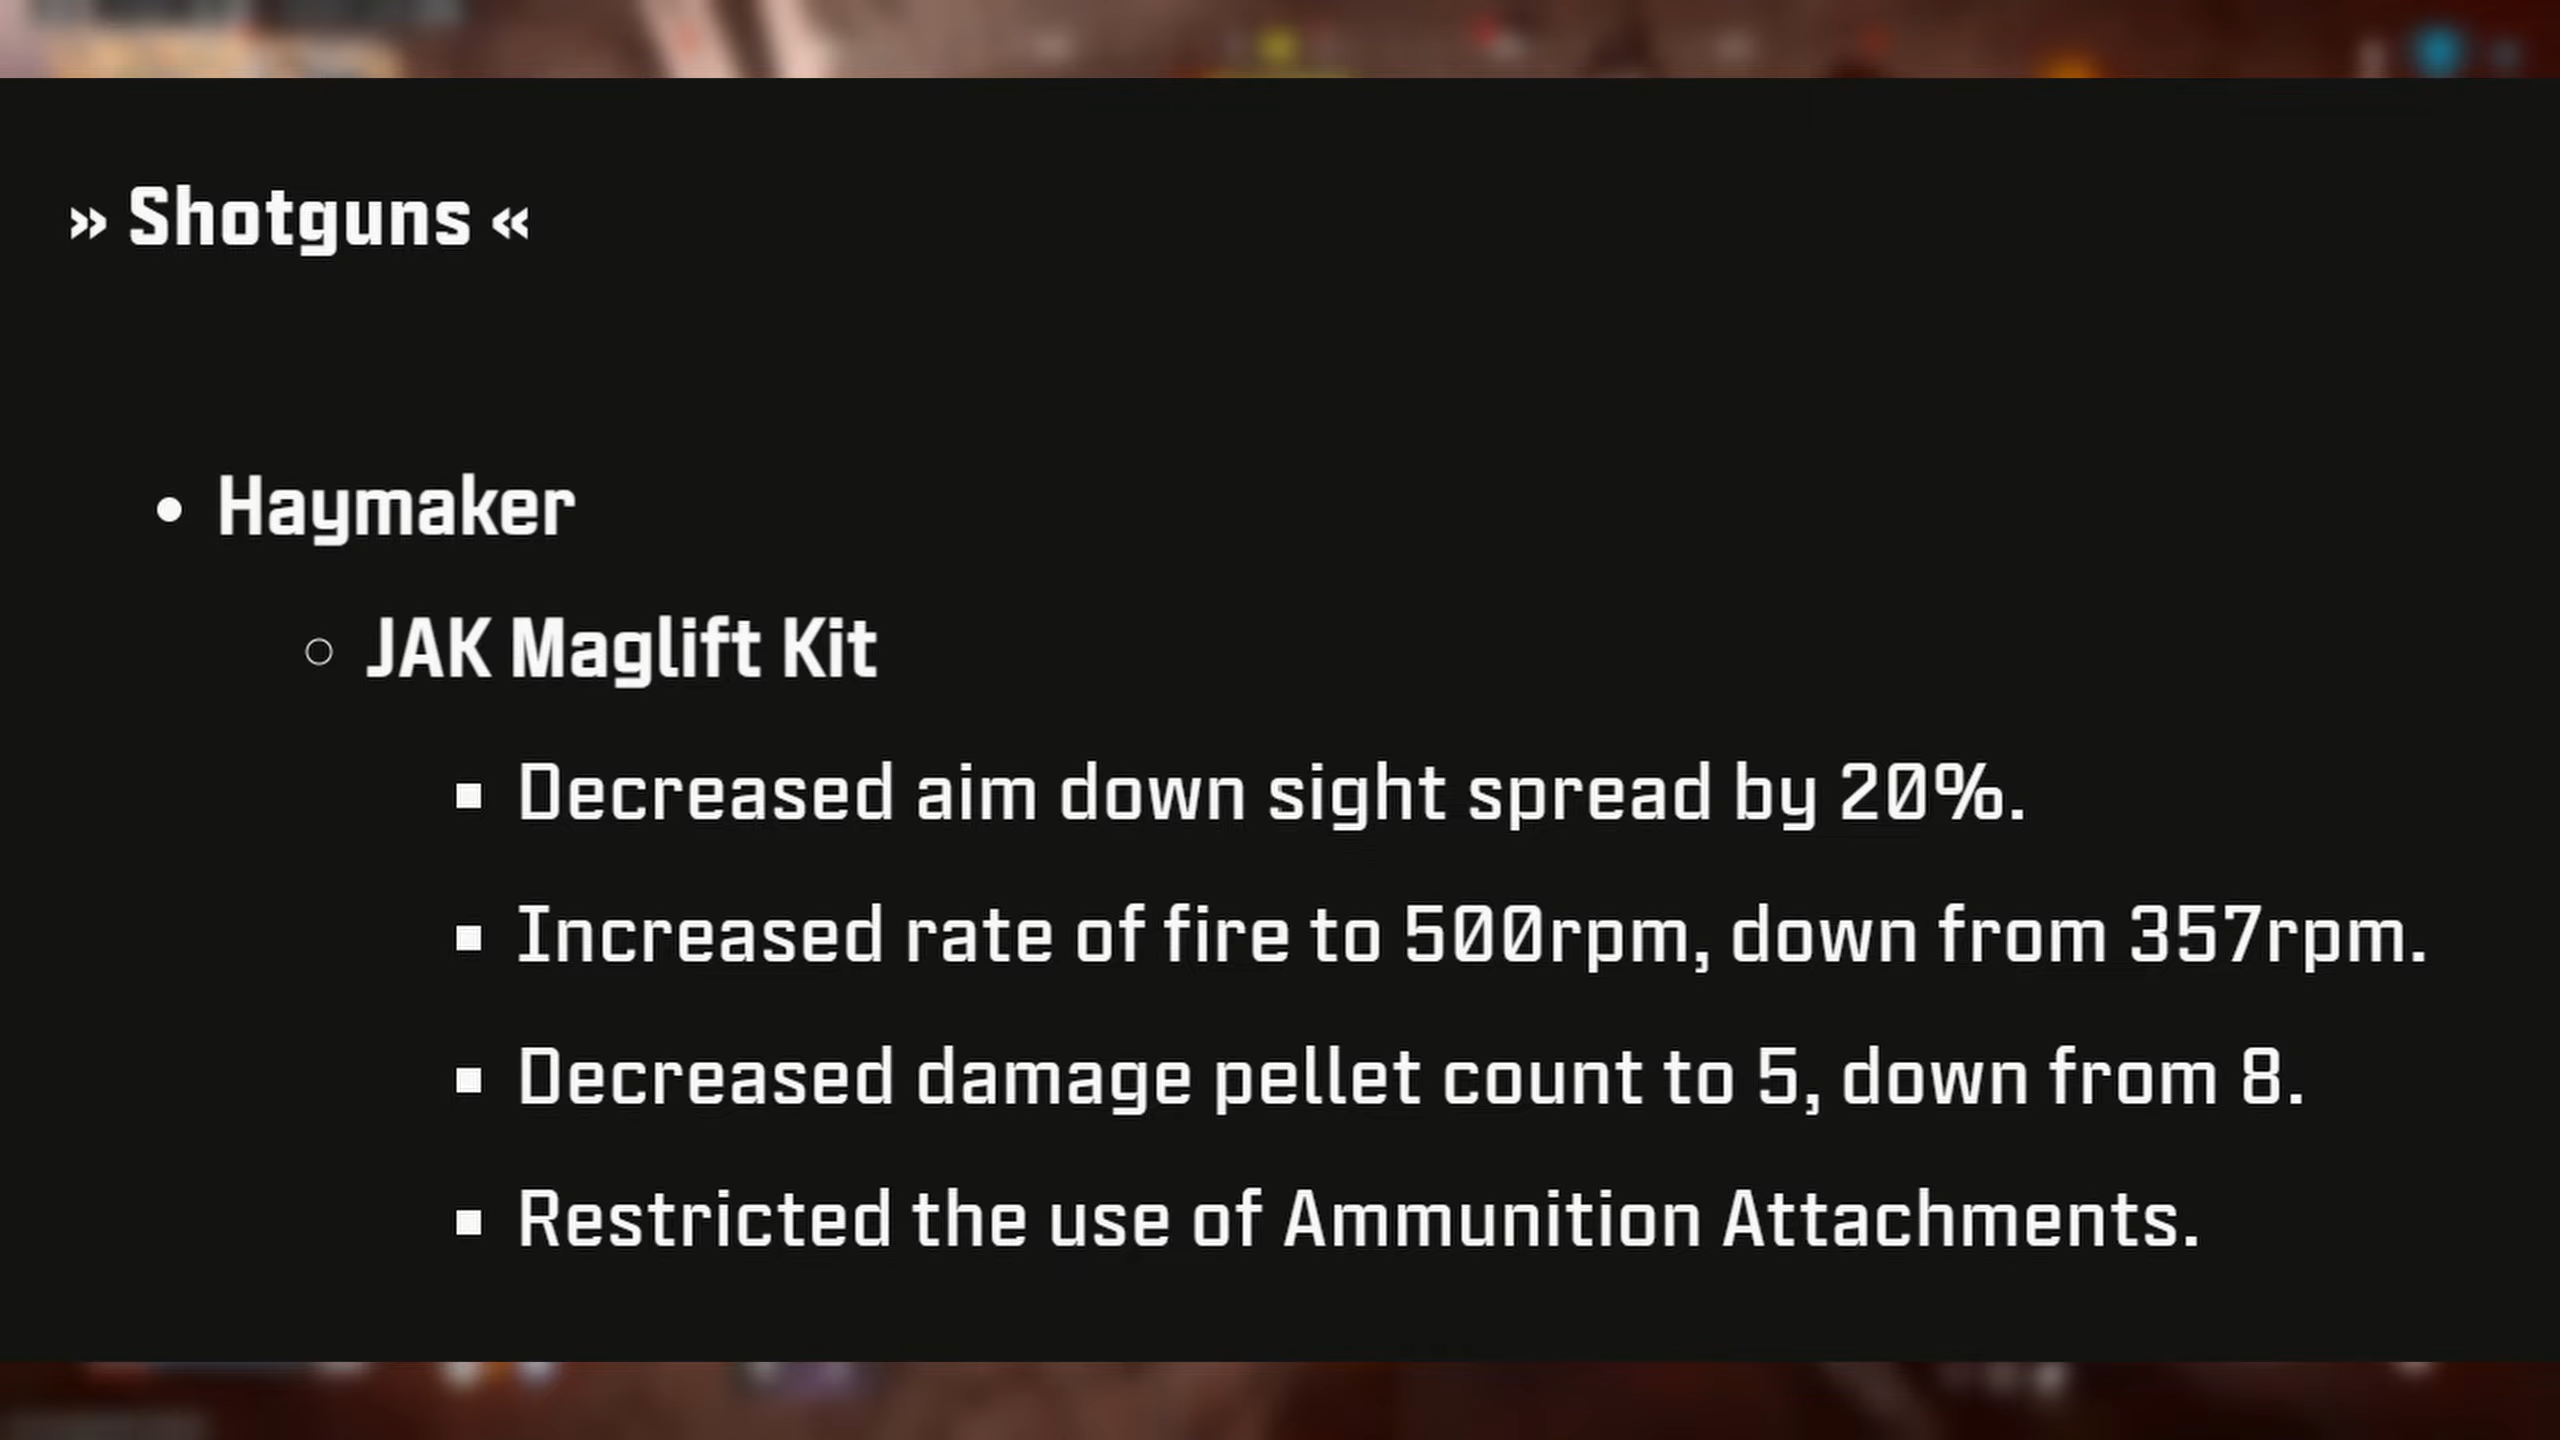 » Shotguns «
• Haymaker
○ JAK Maglift Kit
▪ Decreased aim down sight spread by 20%.
▪ Increased rate of fire to 500rpm, down from 357rpm.
▪ Decreased damage pellet count to 5, down from 8.
▪ Restricted the use of Ammunition Attachments.